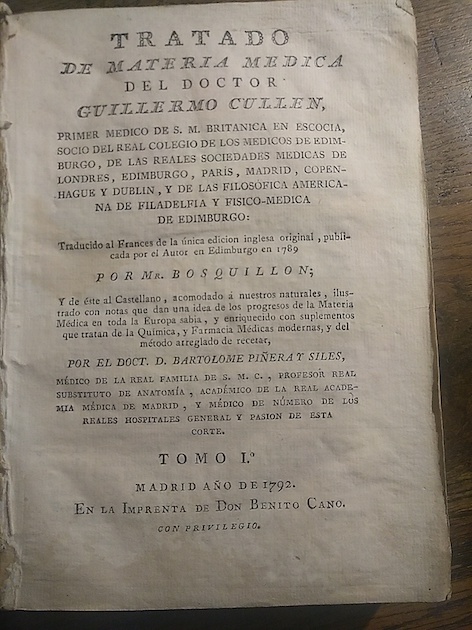 TRATADO
DE MATERIA MEDICA
DEL DOCTOR
GUILLERMO CULLEN,
PRIMER MEDICO DE S. M. BRITANICA EN ESCOCIA,
SOCIO DEL REAL COLEGIO DE LOS MEDICOS DE EDIM-
BURGO, DE LAS REALES SOCIEDADES MEDICAS DE
LONDRES, EDIMBURGO, PARÍS, MADRID, COPEN-
HAGUE Y DUBLIN, Y DE LAS FILOSÓFICA AMERICA-
NA DE FILADELFIA Y FISICO-MEDICA
DE EDIMBURGO:
Traducido al Frances de la única edicion inglesa original, publi-
cada por el Autor en Edimburgo en 1789
POR MR. BOSQUILLON;
Y de éste al Castellano, acomodado á nuestros naturales, ilus-
trado con notas que dan una idea de los progresos de la Materia
Médica en toda la Europa sabia, y enriquecido con suplementos
que tratan de la Quimica, y Farmacia Médicas modernas, y del
método arreglado de recetar,
POR EL DOCT. D. BARTOLOME PIÑERA Y SILES,
MÉDICO DE LA REAL FAMILIA DE S. M. C., PROFESOR REAL
SUBSTITUTO DE ANATOMÍA, ACADÉMICO DE LA REAL ACADE-
MIA MÉDICA DE MADRID, Y MÉDICO DE NÚMERO DE LOS
REALES HOSPITALES GENERAL Y PASION DE ESTA
CORTE.
TOMO I.º
MADRID AÑO DE 1792.
EN LA IMPRENTA DE DON BENITO CANO.
CON PRIVILEGIO.